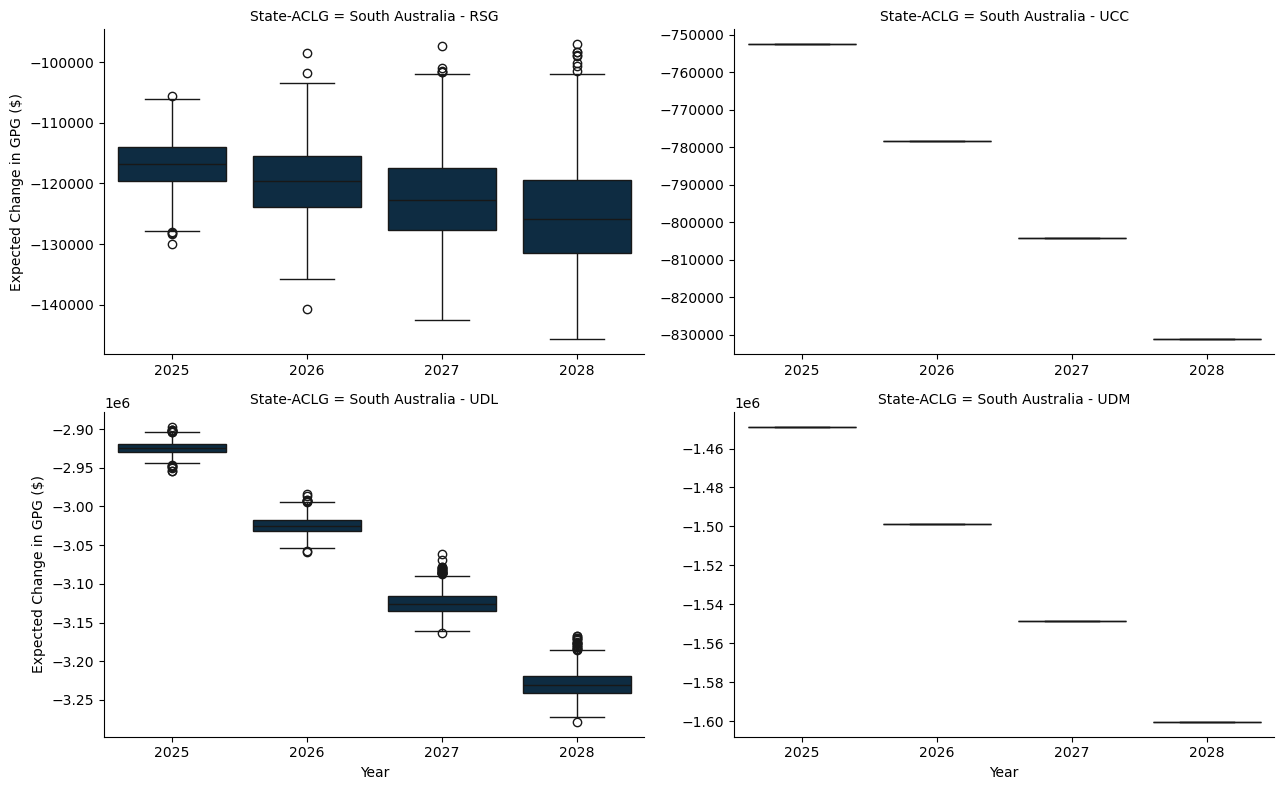 State-ACLG = South Australia - RSG
Expected Change in GPG ($)
−100000
−110000
−120000
−130000
−140000
2025 2026 2027 2028
State-ACLG = South Australia - UCC
−750000
−760000
−770000
−780000
−790000
−800000
−810000
−820000
−830000
2025 2026 2027 2028
State-ACLG = South Australia - UDL
1e6
Expected Change in GPG ($)
−2.90
−2.95
−3.00
−3.05
−3.10
−3.15
−3.20
−3.25
2025 2026 2027 2028
Year
State-ACLG = South Australia - UDM
1e6
−1.46
−1.48
−1.50
−1.52
−1.54
−1.56
−1.58
−1.60
2025 2026 2027 2028
Year